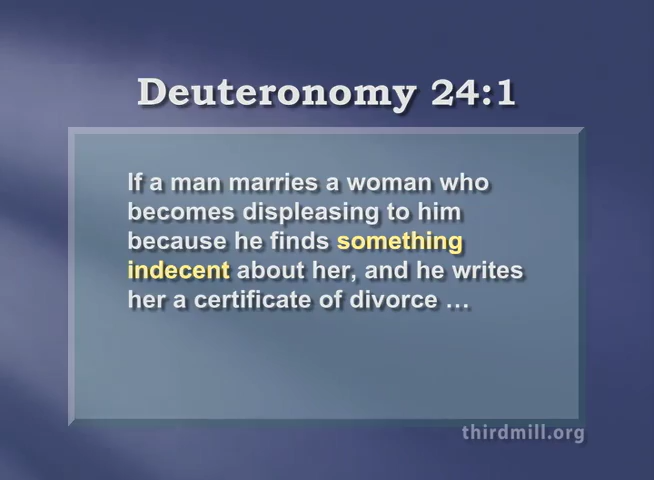 Deuteronomy 24:1
If a man marries a woman who
becomes displeasing to him
because he finds something
indecent about her, and he writes
her a certificate of divorce …
thirdmill.org